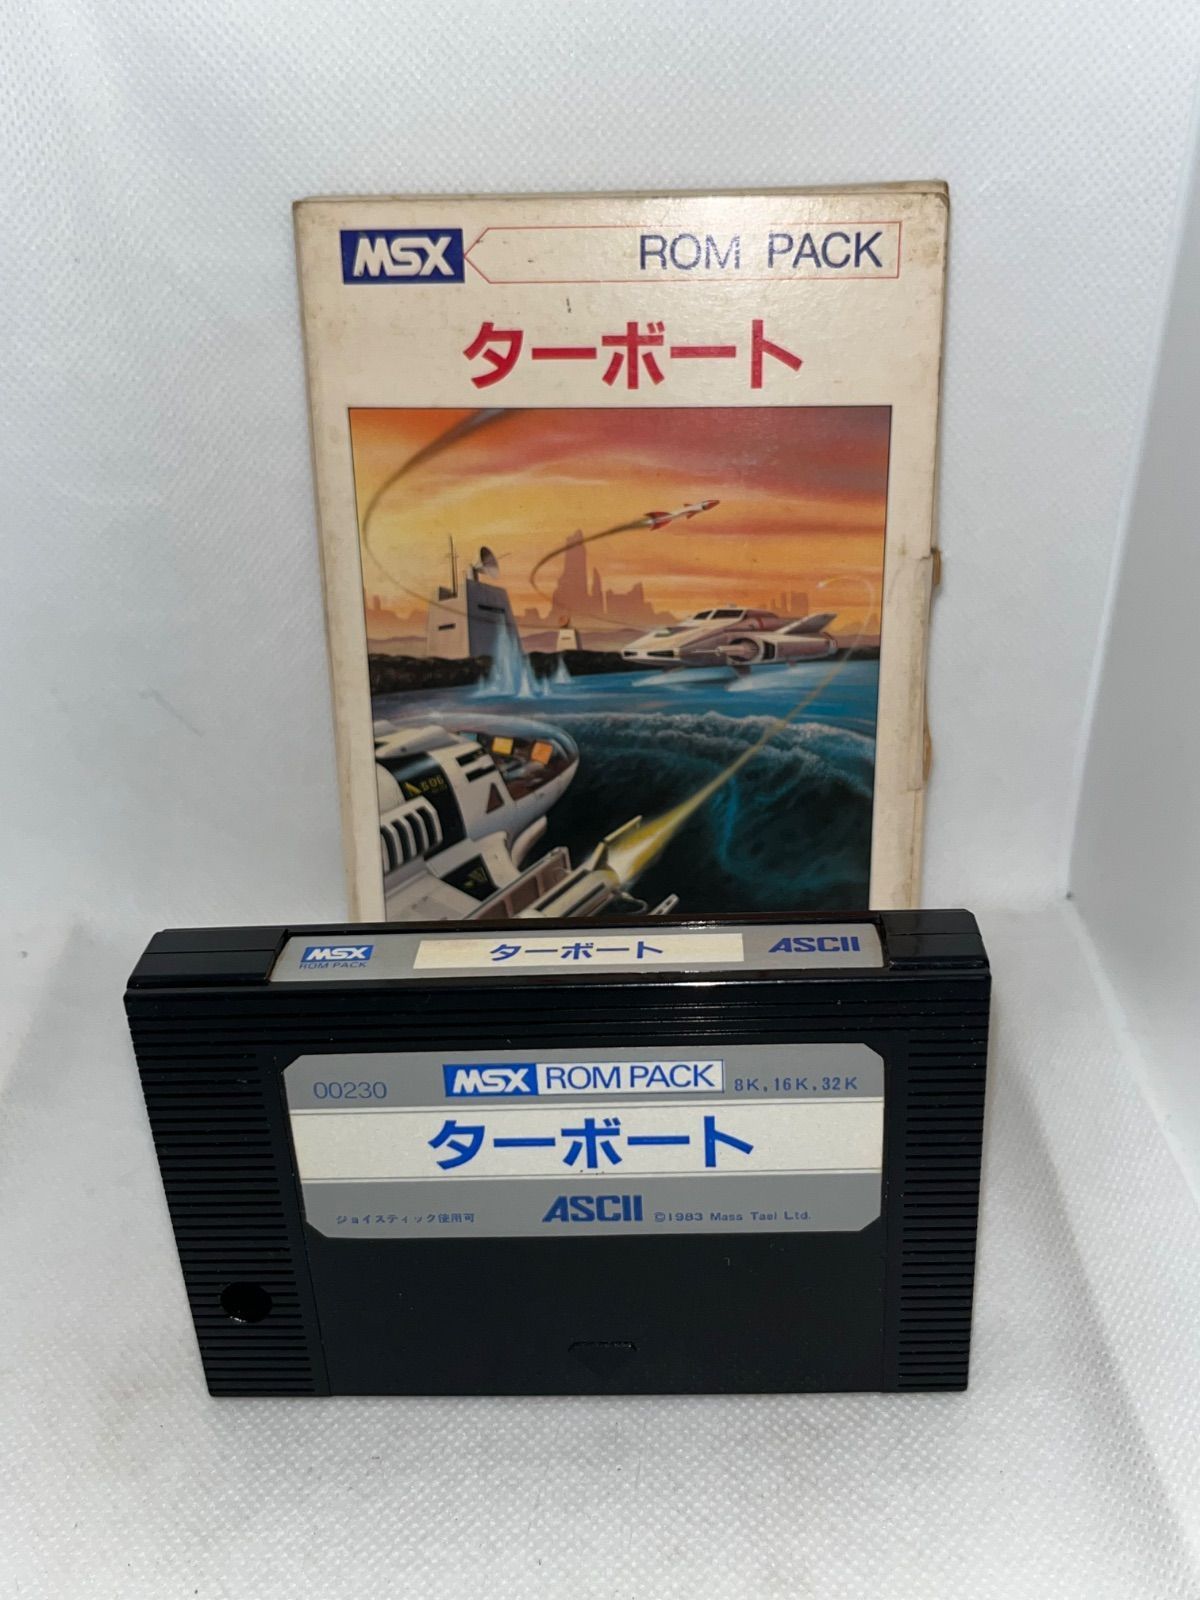 MSX ROM PACK
ターボート
MSX
ROM PACK
ターボート
ASCII
00230
MSX ROM PACK
8K,16K,32K
ターボート
ジョイスティック使用可
ASCII
©1983 Mass Tael Ltd.